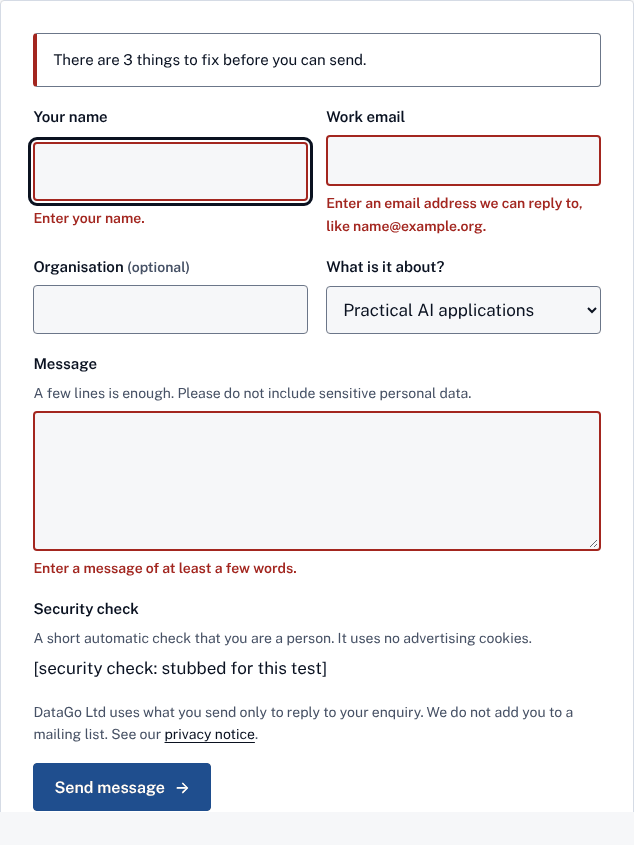 There are 3 things to fix before you can send.
Your name
Work email
Enter your name.
Enter an email address we can reply to,
like name@example.org.
Organisation (optional)
What is it about?
Practical AI applications
Message
A few lines is enough. Please do not include sensitive personal data.
Enter a message of at least a few words.
Security check
A short automatic check that you are a person. It uses no advertising cookies.
[security check: stubbed for this test]
DataGo Ltd uses what you send only to reply to your enquiry. We do not add you to a
mailing list. See our privacy notice.
Send message →